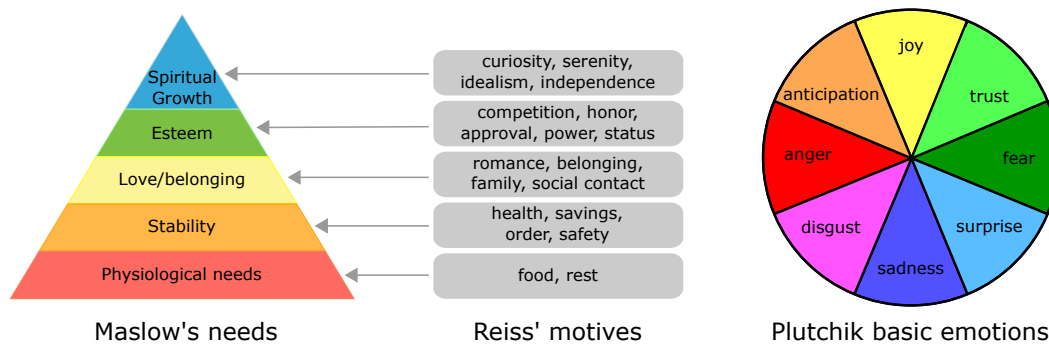 Spiritual
Growth
Esteem
Love/belonging
Stability
Physiological needs
Maslow's needs
curiosity, serenity,
idealism, independence
competition, honor,
approval, power, status
romance, belonging,
family, social contact
health, savings,
order, safety
food, rest
Reiss' motives
joy
trust
fear
surprise
sadness
disgust
anger
anticipation
Plutchik basic emotions